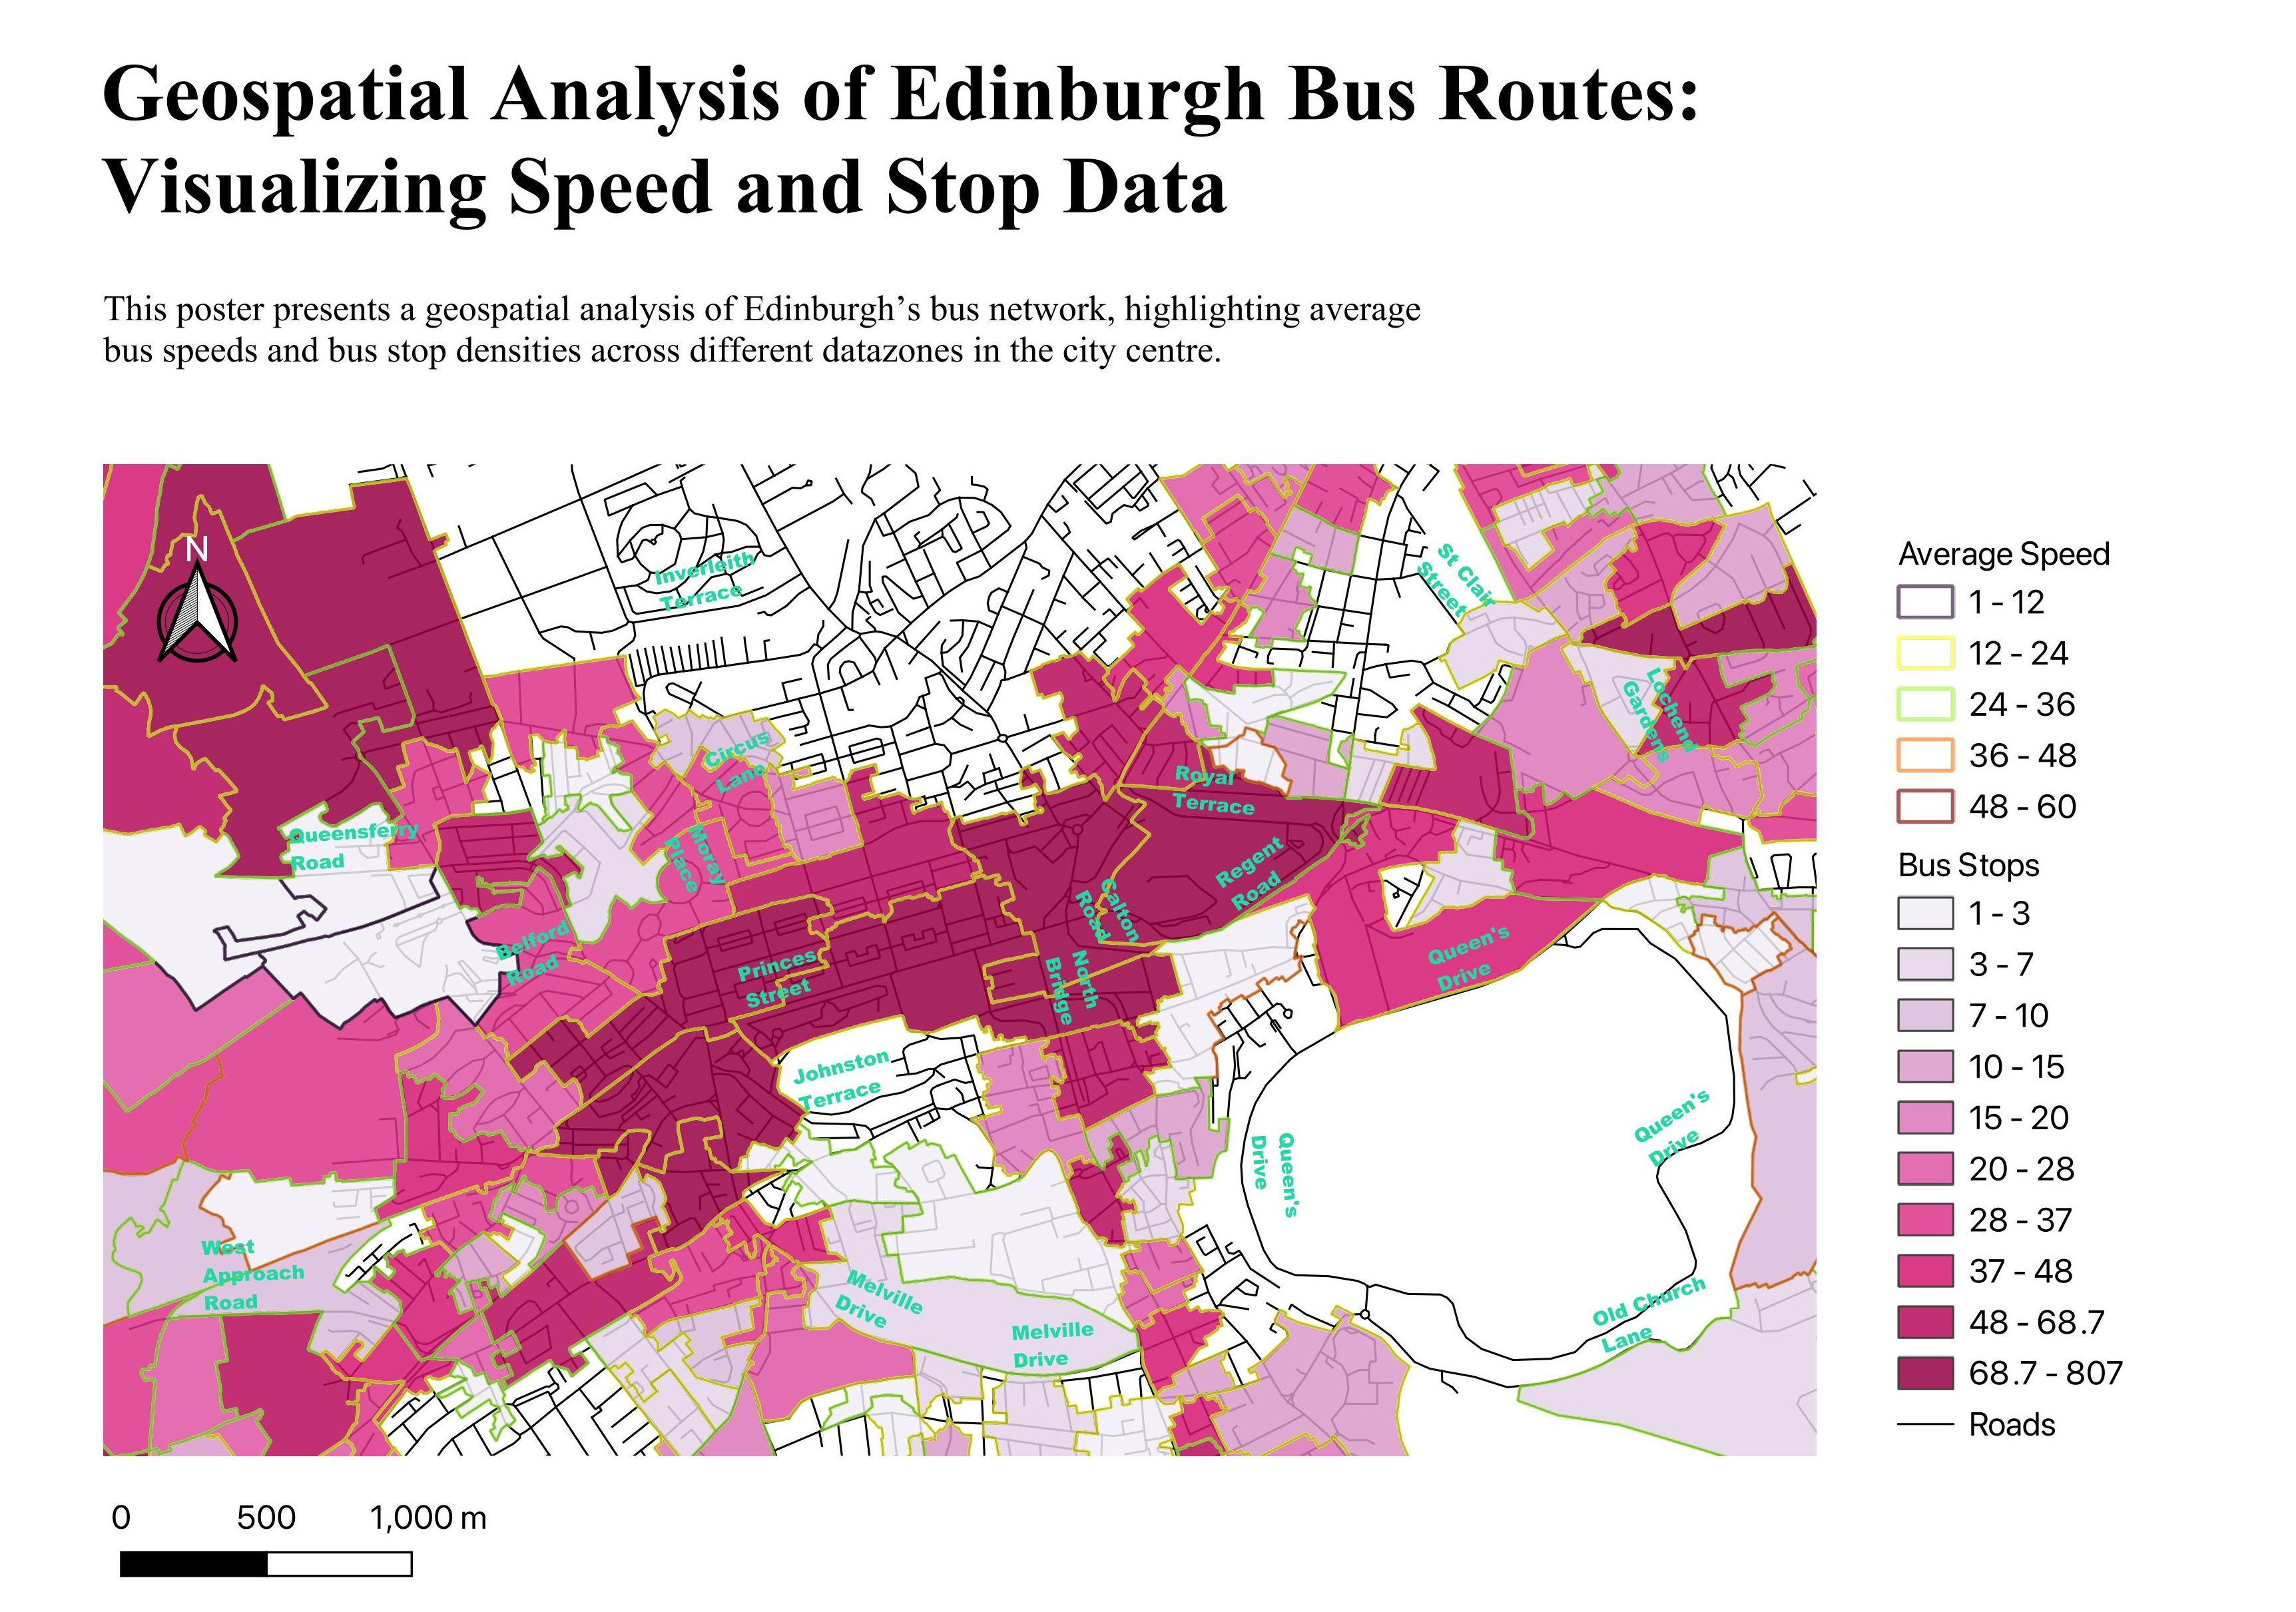 Geospatial Analysis of Edinburgh Bus Routes:
Visualizing Speed and Stop Data
This poster presents a geospatial analysis of Edinburgh’s bus network, highlighting average
bus speeds and bus stop densities across different datazones in the city centre.
N
Inverleith
Terrace
St Clair
Street
Lochend
Gardens
Circus
Lane
Royal
Terrace
Queensferry
Road
Moray
Place
Regent
Road
Calton
Road
Belford
Road
Princes
Street
North
Bridge
Queen's
Drive
Johnston
Terrace
Queen's
Drive
Queen's
Drive
West
Approach
Road
Melville
Drive
Melville
Drive
Old Church
Lane
Average Speed
1 - 12
12 - 24
24 - 36
36 - 48
48 - 60
Bus Stops
1 - 3
3 - 7
7 - 10
10 - 15
15 - 20
20 - 28
28 - 37
37 - 48
48 - 68.7
68.7 - 807
Roads
0 500 1,000 m